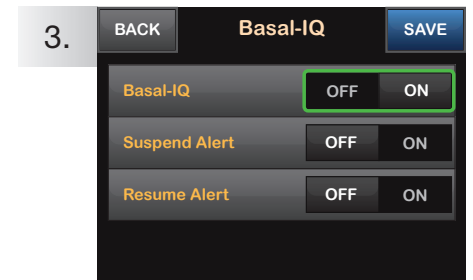 3.
BACK Basal-IQ SAVE
Basal-IQ OFF ON
Suspend Alert OFF ON
Resume Alert OFF ON